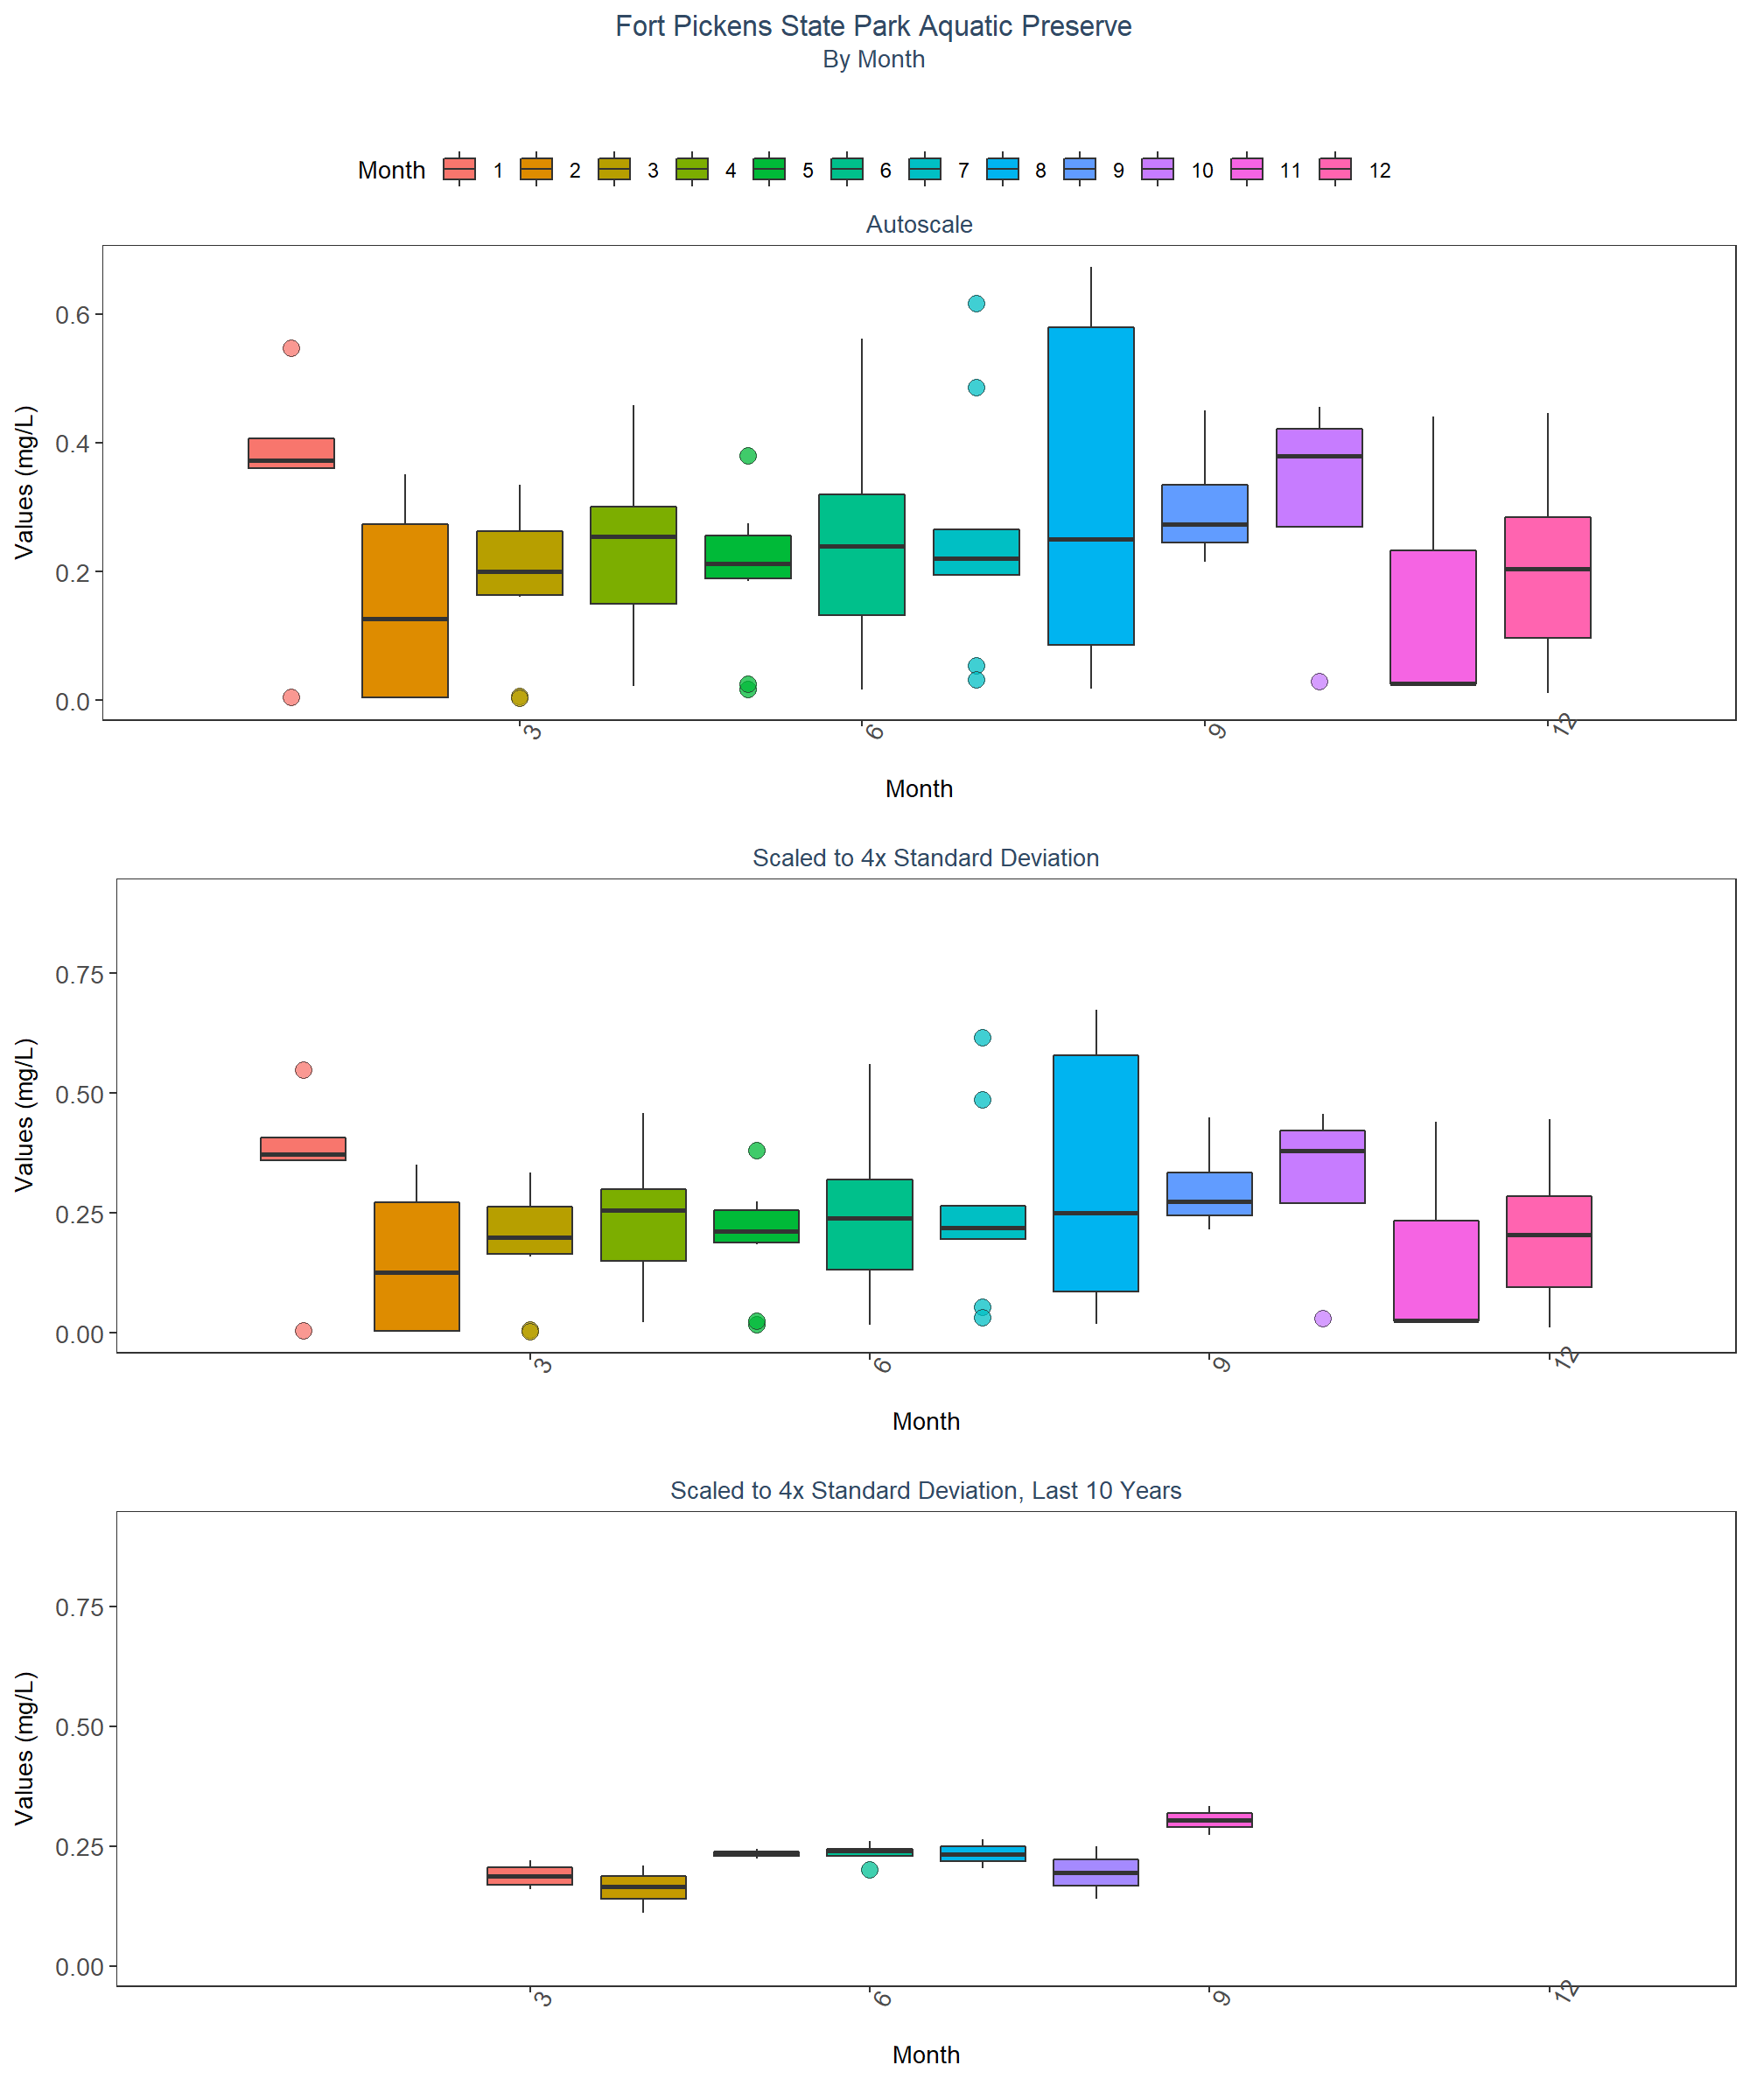 Fort Pickens State Park Aquatic Preserve
By Month
Month 1 2 3 4 5 6 7 8 9 10 11 12
Autoscale
Values (mg/L)
0.6
0.4
0.2
0.0
3 6 9 12
Month
Scaled to 4x Standard Deviation
Values (mg/L)
0.75
0.50
0.25
0.00
3 6 9 12
Month
Scaled to 4x Standard Deviation, Last 10 Years
Values (mg/L)
0.75
0.50
0.25
0.00
3 6 9 12
Month